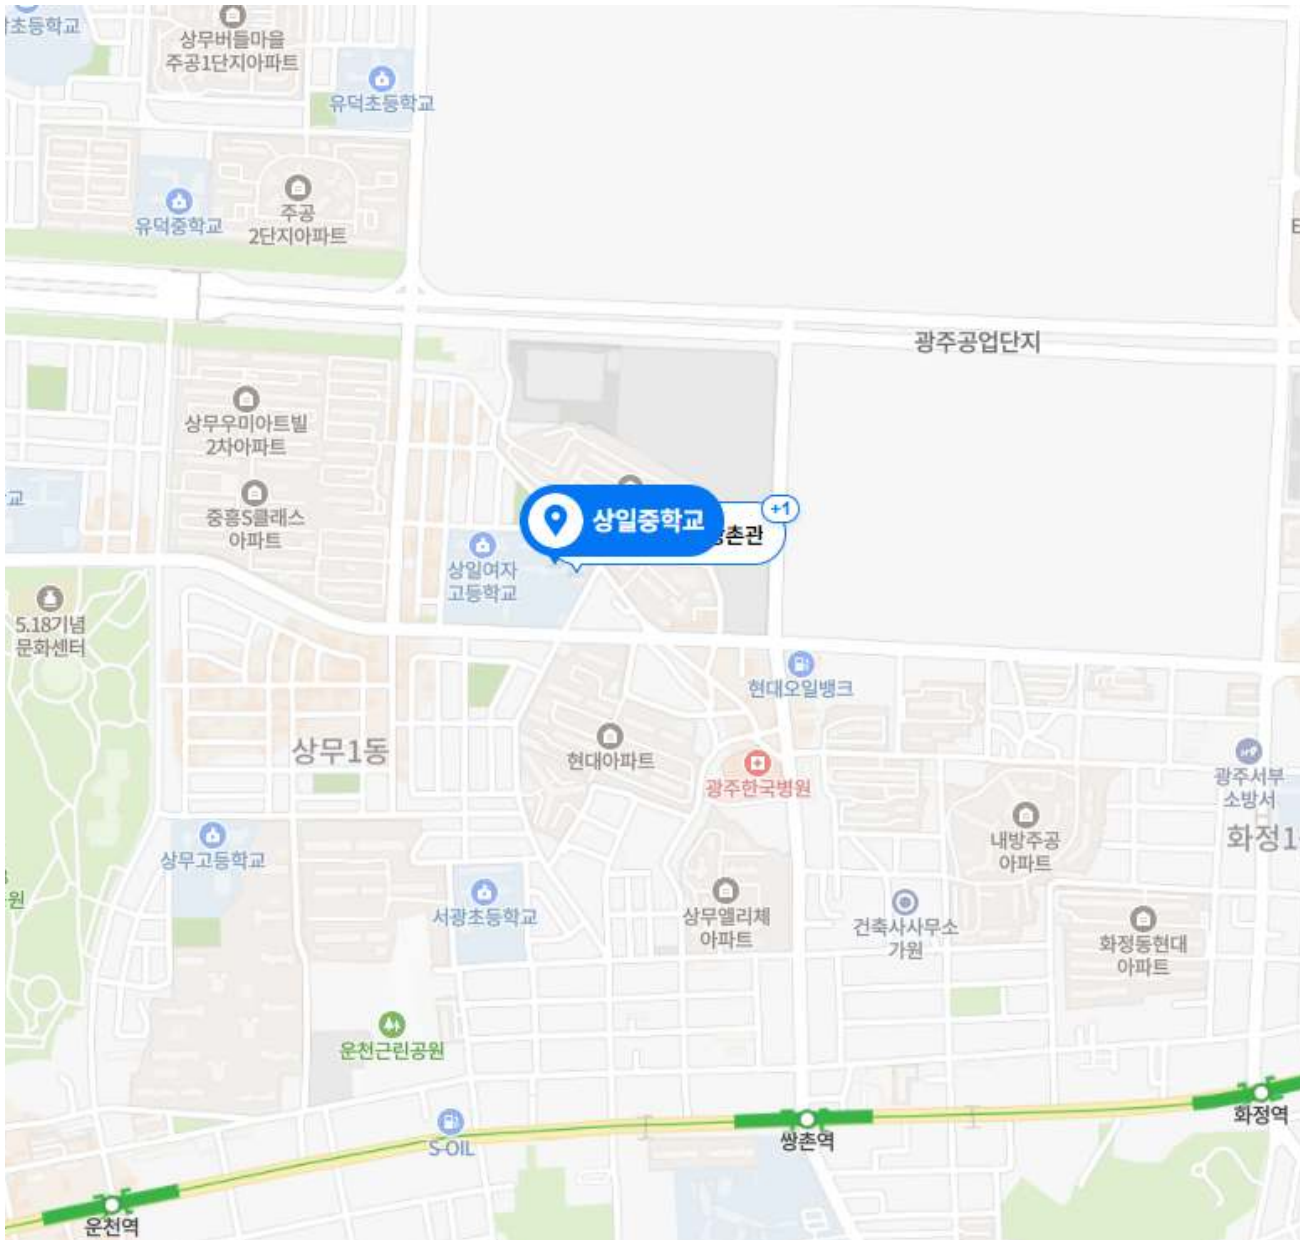 초등학교
상무버들마을
주공1단지아파트
유덕초등학교
유덕중학교
주공
2단지아파트
E
광주공업단지
상무우미아트빌
2차아파트
교
중흥S클래스
아파트
상일중학교
촌관
+1
상일여자
고등학교
5.18기념
문화센터
현대오일뱅크
상무1동
현대아파트
광주한국병원
광주서부
소방서
화정1
내방주공
아파트
상무고등학교
원
서광초등학교
상무엘리체
아파트
건축사사무소
가원
화정동현대
아파트
운천근린공원
S-OIL
쌍촌역
화정역
운천역